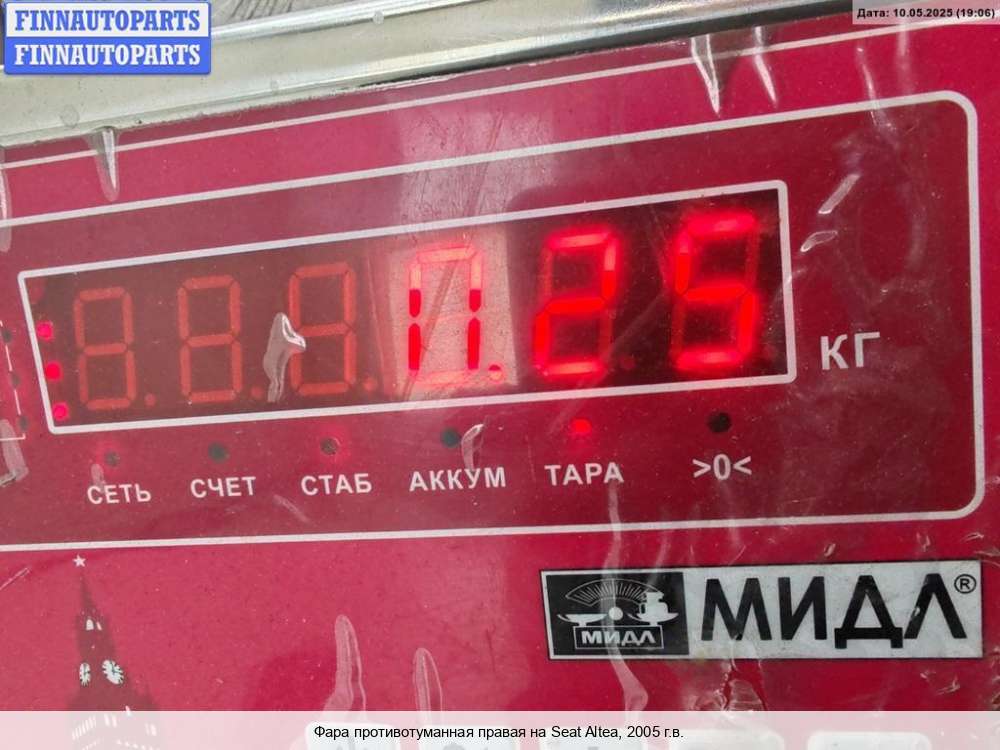 FINNAUTOPARTS
FINNAUTOPARTS
Дата: 10.05.2025 (19:06)
0.25
КГ
СЕТЬ СЧЕТ СТАБ АККУМ ТАРА >0<
МИДЛ МИДЛ®
Фара противотуманная правая на Seat Altea, 2005 г.в.